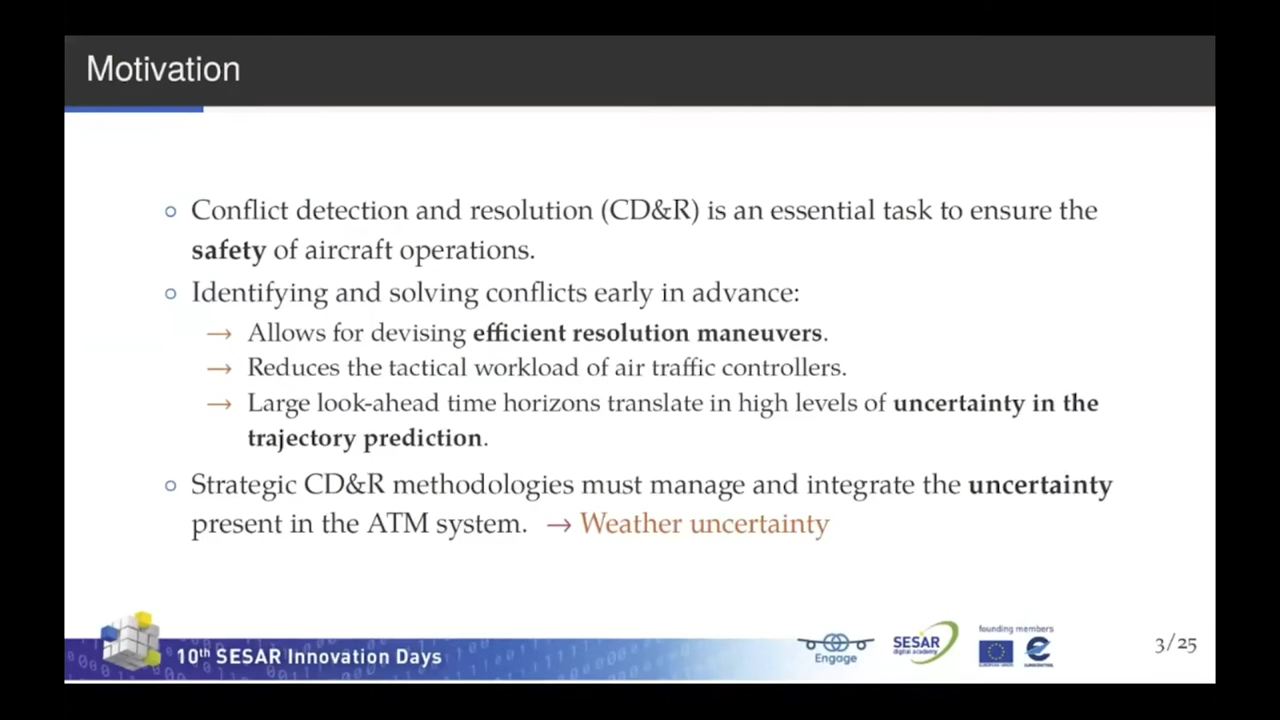 Motivation
◦ Conflict detection and resolution (CD&R) is an essential task to ensure the
safety of aircraft operations.
◦ Identifying and solving conflicts early in advance:
→ Allows for devising efficient resolution maneuvers.
→ Reduces the tactical workload of air traffic controllers.
→ Large look-ahead time horizons translate in high levels of uncertainty in the
trajectory prediction.
◦ Strategic CD&R methodologies must manage and integrate the uncertainty
present in the ATM system. → Weather uncertainty
10th SESAR Innovation Days
Engage
SESAR
digital academy
founding members
EUROPEAN UNION
EUROCONTROL
3/25